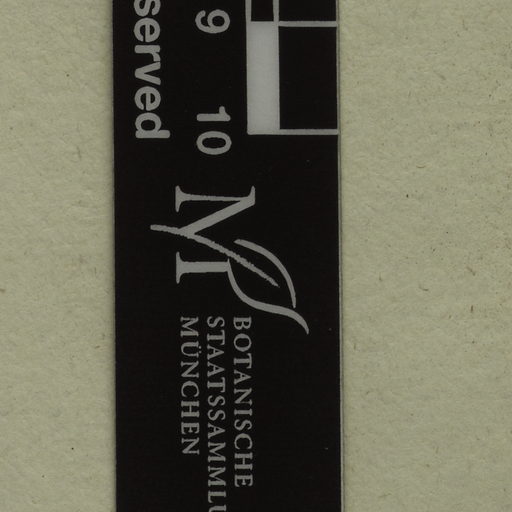 served
9
10
BOTANISCHE
STAATSSAMMLU
MÜNCHEN